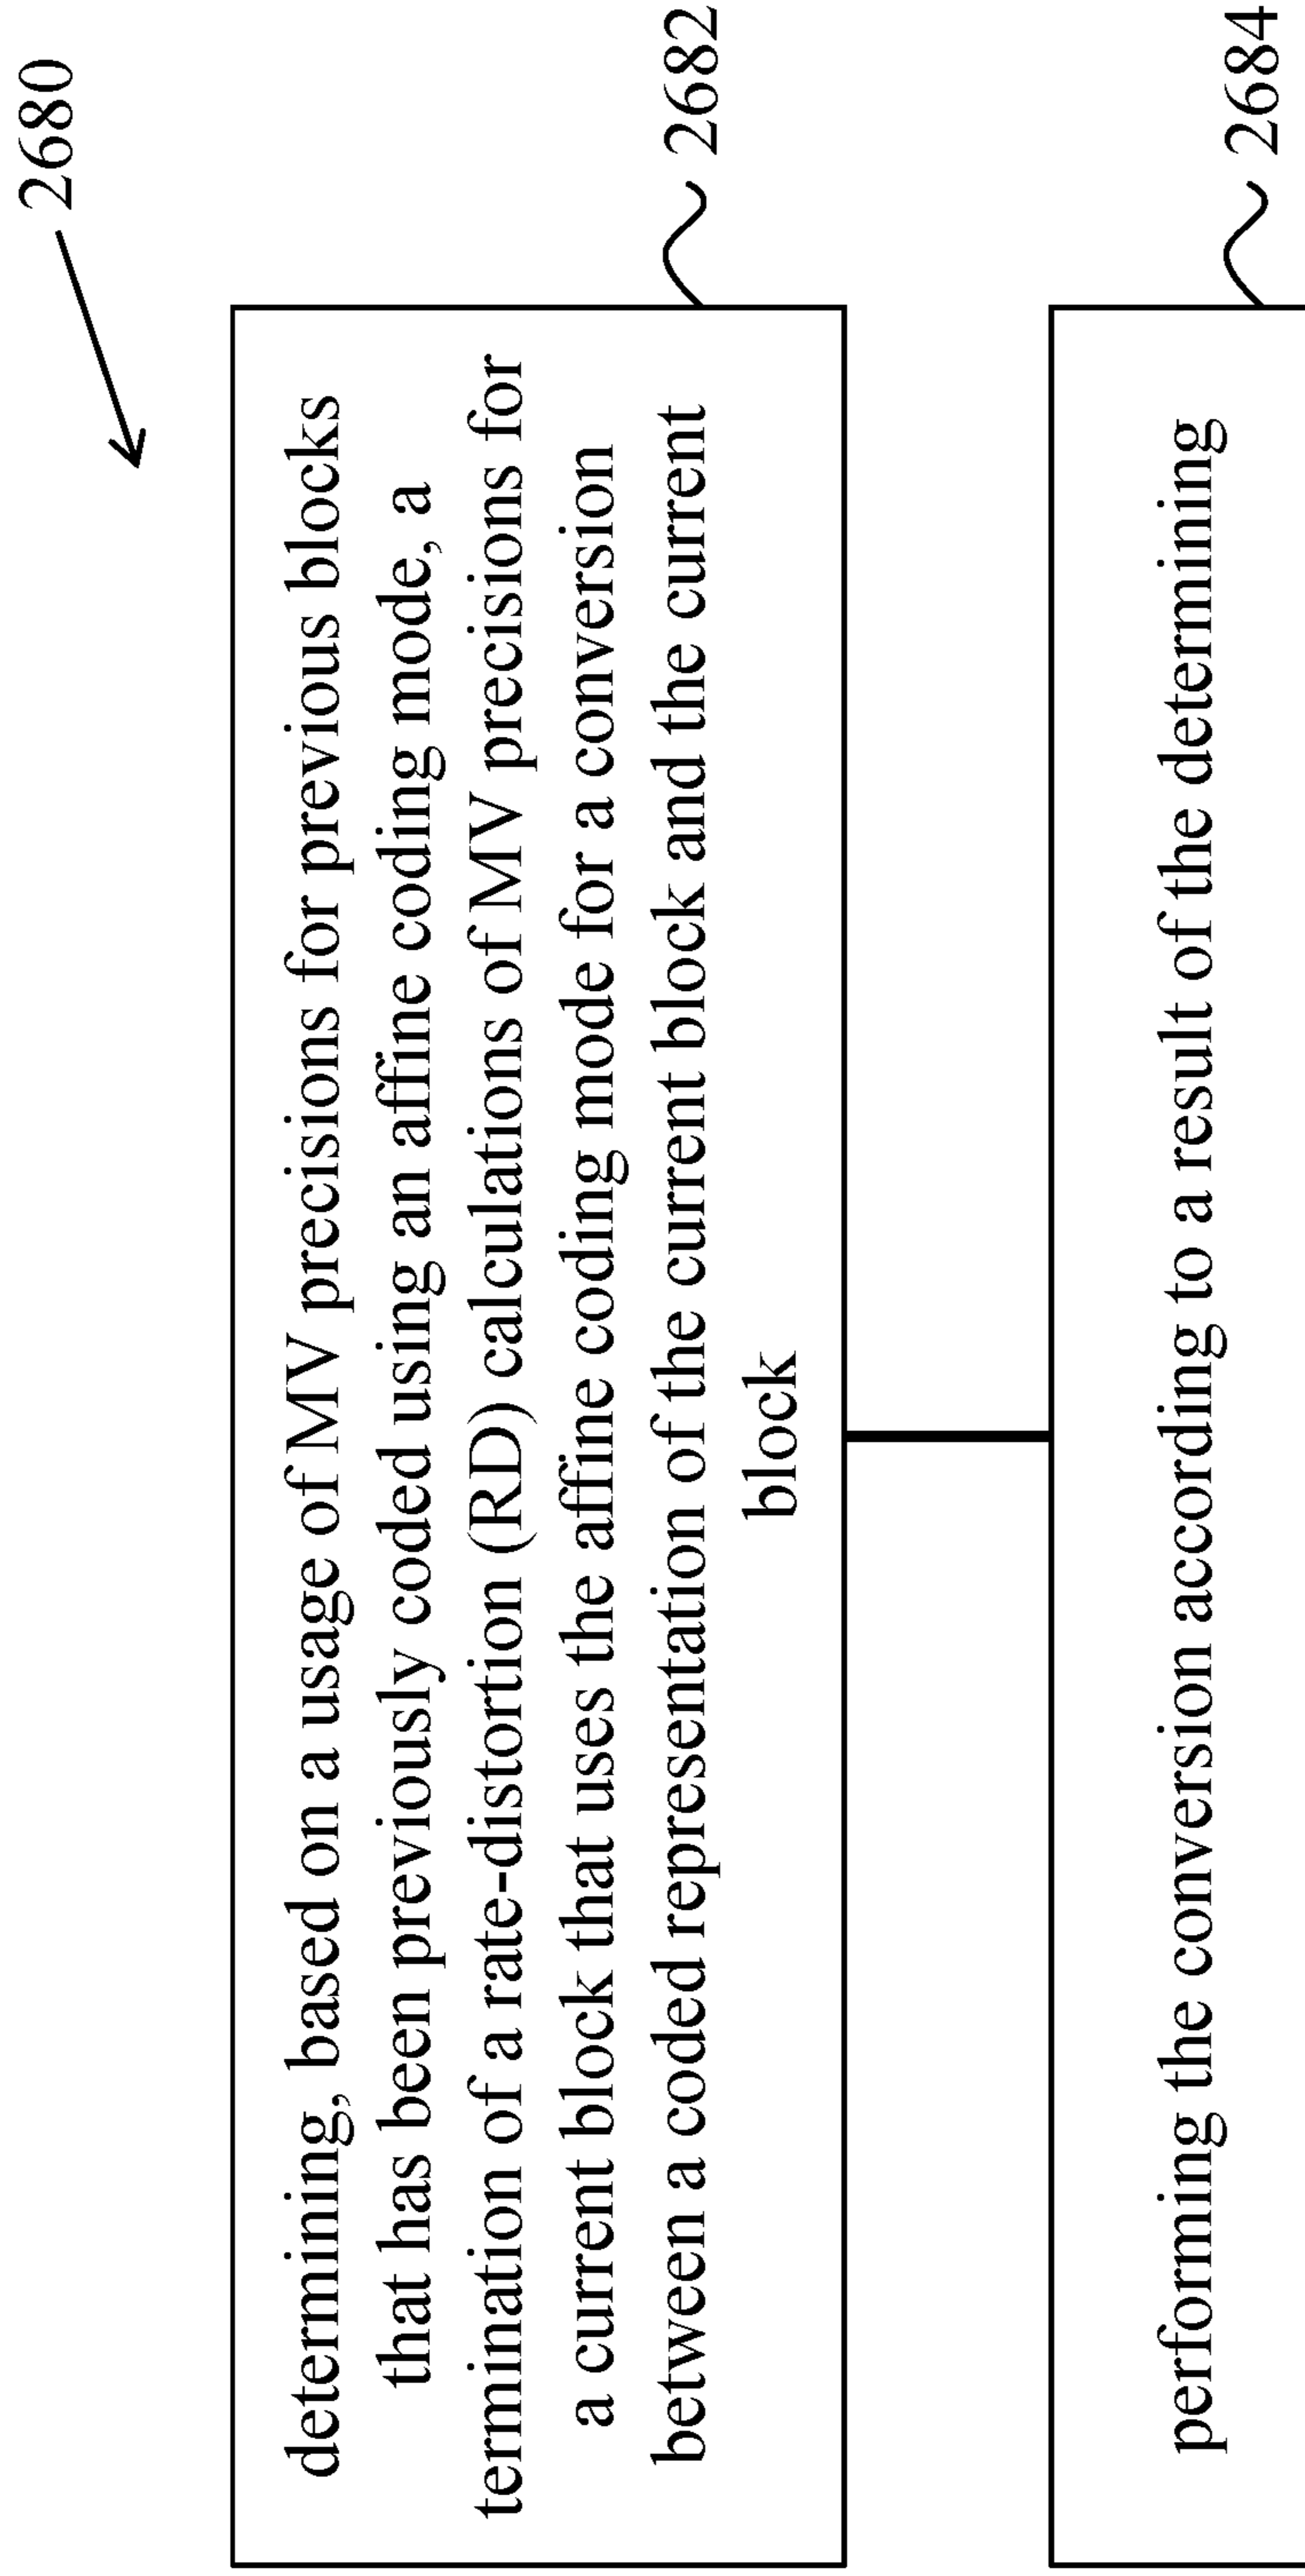 2680
determining, based on a usage of MV precisions for previous blocks
that has been previously coded using an affine coding mode, a
termination of a rate-distortion (RD) calculations of MV precisions for
a current block that uses the affine coding mode for a conversion
between a coded representation of the current block and the current
block
2682
performing the conversion according to a result of the determining
2684